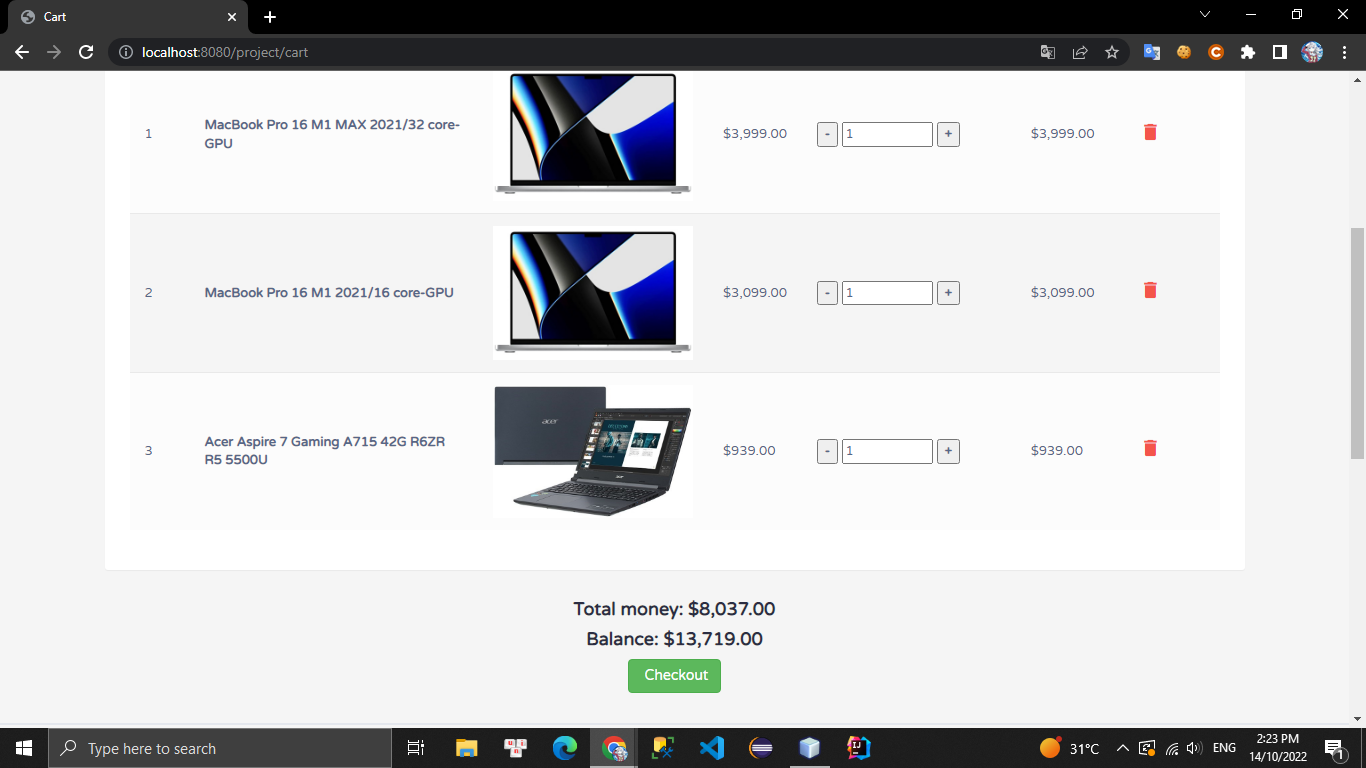 Cart
localhost:8080/project/cart
1
MacBook Pro 16 M1 MAX 2021/32 core-
GPU
$3,999.00
-
1
+
$3,999.00
2
MacBook Pro 16 M1 2021/16 core-GPU
$3,099.00
-
1
+
$3,099.00
3
Acer Aspire 7 Gaming A715 42G R6ZR
R5 5500U
acer
$939.00
-
1
+
$939.00
Total money: $8,037.00
Balance: $13,719.00
Checkout
Type here to search
31°C
ENG
2:23 PM
14/10/2022
1